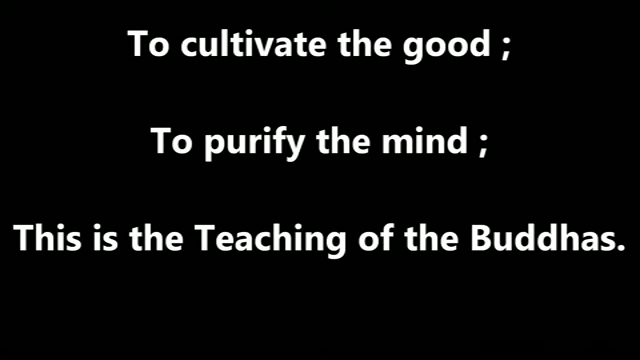 To cultivate the good ;
To purify the mind ;
This is the Teaching of the Buddhas.